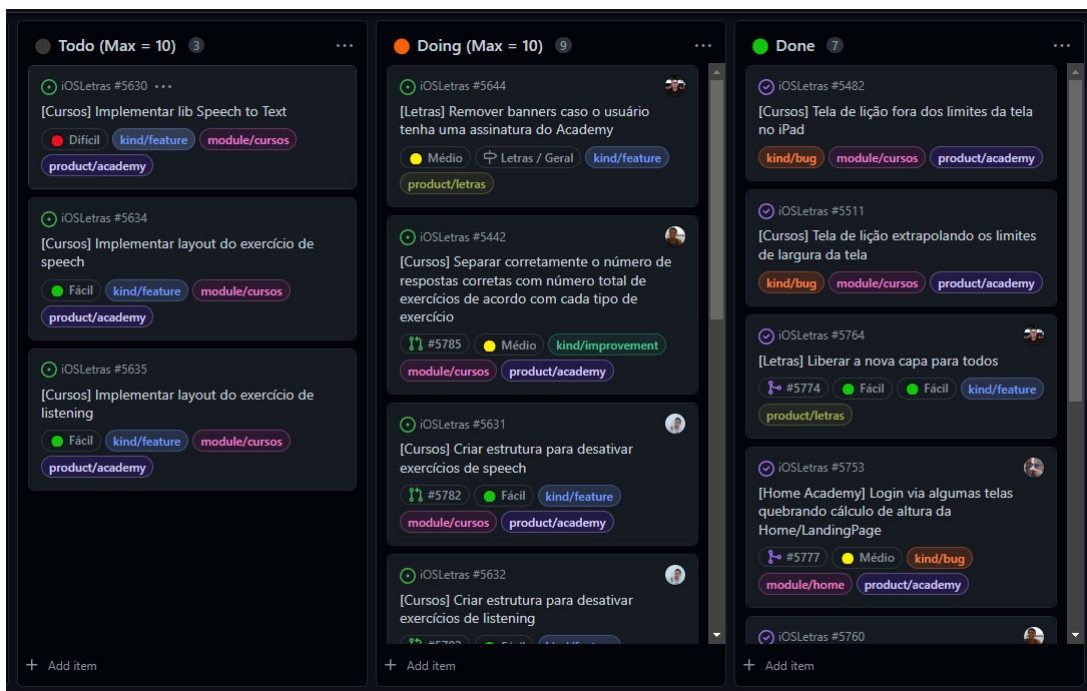 Todo (Max = 10) 3 ...
iOSLetras #5630 ...
[Cursos] Implementar lib Speech to Text
Difícil kind/feature module/cursos
product/academy
iOSLetras #5634
[Cursos] Implementar layout do exercício de
speech
Fácil kind/feature module/cursos
product/academy
iOSLetras #5635
[Cursos] Implementar layout do exercício de
listening
Fácil kind/feature module/cursos
product/academy
+ Add item
Doing (Max = 10) 9 ...
iOSLetras #5644
[Letras] Remover banners caso o usuário
tenha uma assinatura do Academy
Médio Letras / Geral kind/feature
product/letras
iOSLetras #5442
[Cursos] Separar corretamente o número de
respostas corretas com número total de
exercícios de acordo com cada tipo de
exercício
#5785 Médio kind/improvement
module/cursos product/academy
iOSLetras #5631
[Cursos] Criar estrutura para desativar
exercícios de speech
#5782 Fácil kind/feature
module/cursos product/academy
iOSLetras #5632
[Cursos] Criar estrutura para desativar
exercícios de listening
+ Add item
Done 7 ...
iOSLetras #5482
[Cursos] Tela de lição fora dos limites da tela
no iPad
kind/bug module/cursos product/academy
iOSLetras #5511
[Cursos] Tela de lição extrapolando os limites
de largura da tela
kind/bug module/cursos product/academy
iOSLetras #5764
[Letras] Liberar a nova capa para todos
#5774 Fácil Fácil kind/feature
product/letras
iOSLetras #5753
[Home Academy] Login via algumas telas
quebrando cálculo de altura da
Home/LandingPage
#5777 Médio kind/bug
module/home product/academy
iOSLetras #5760
+ Add item